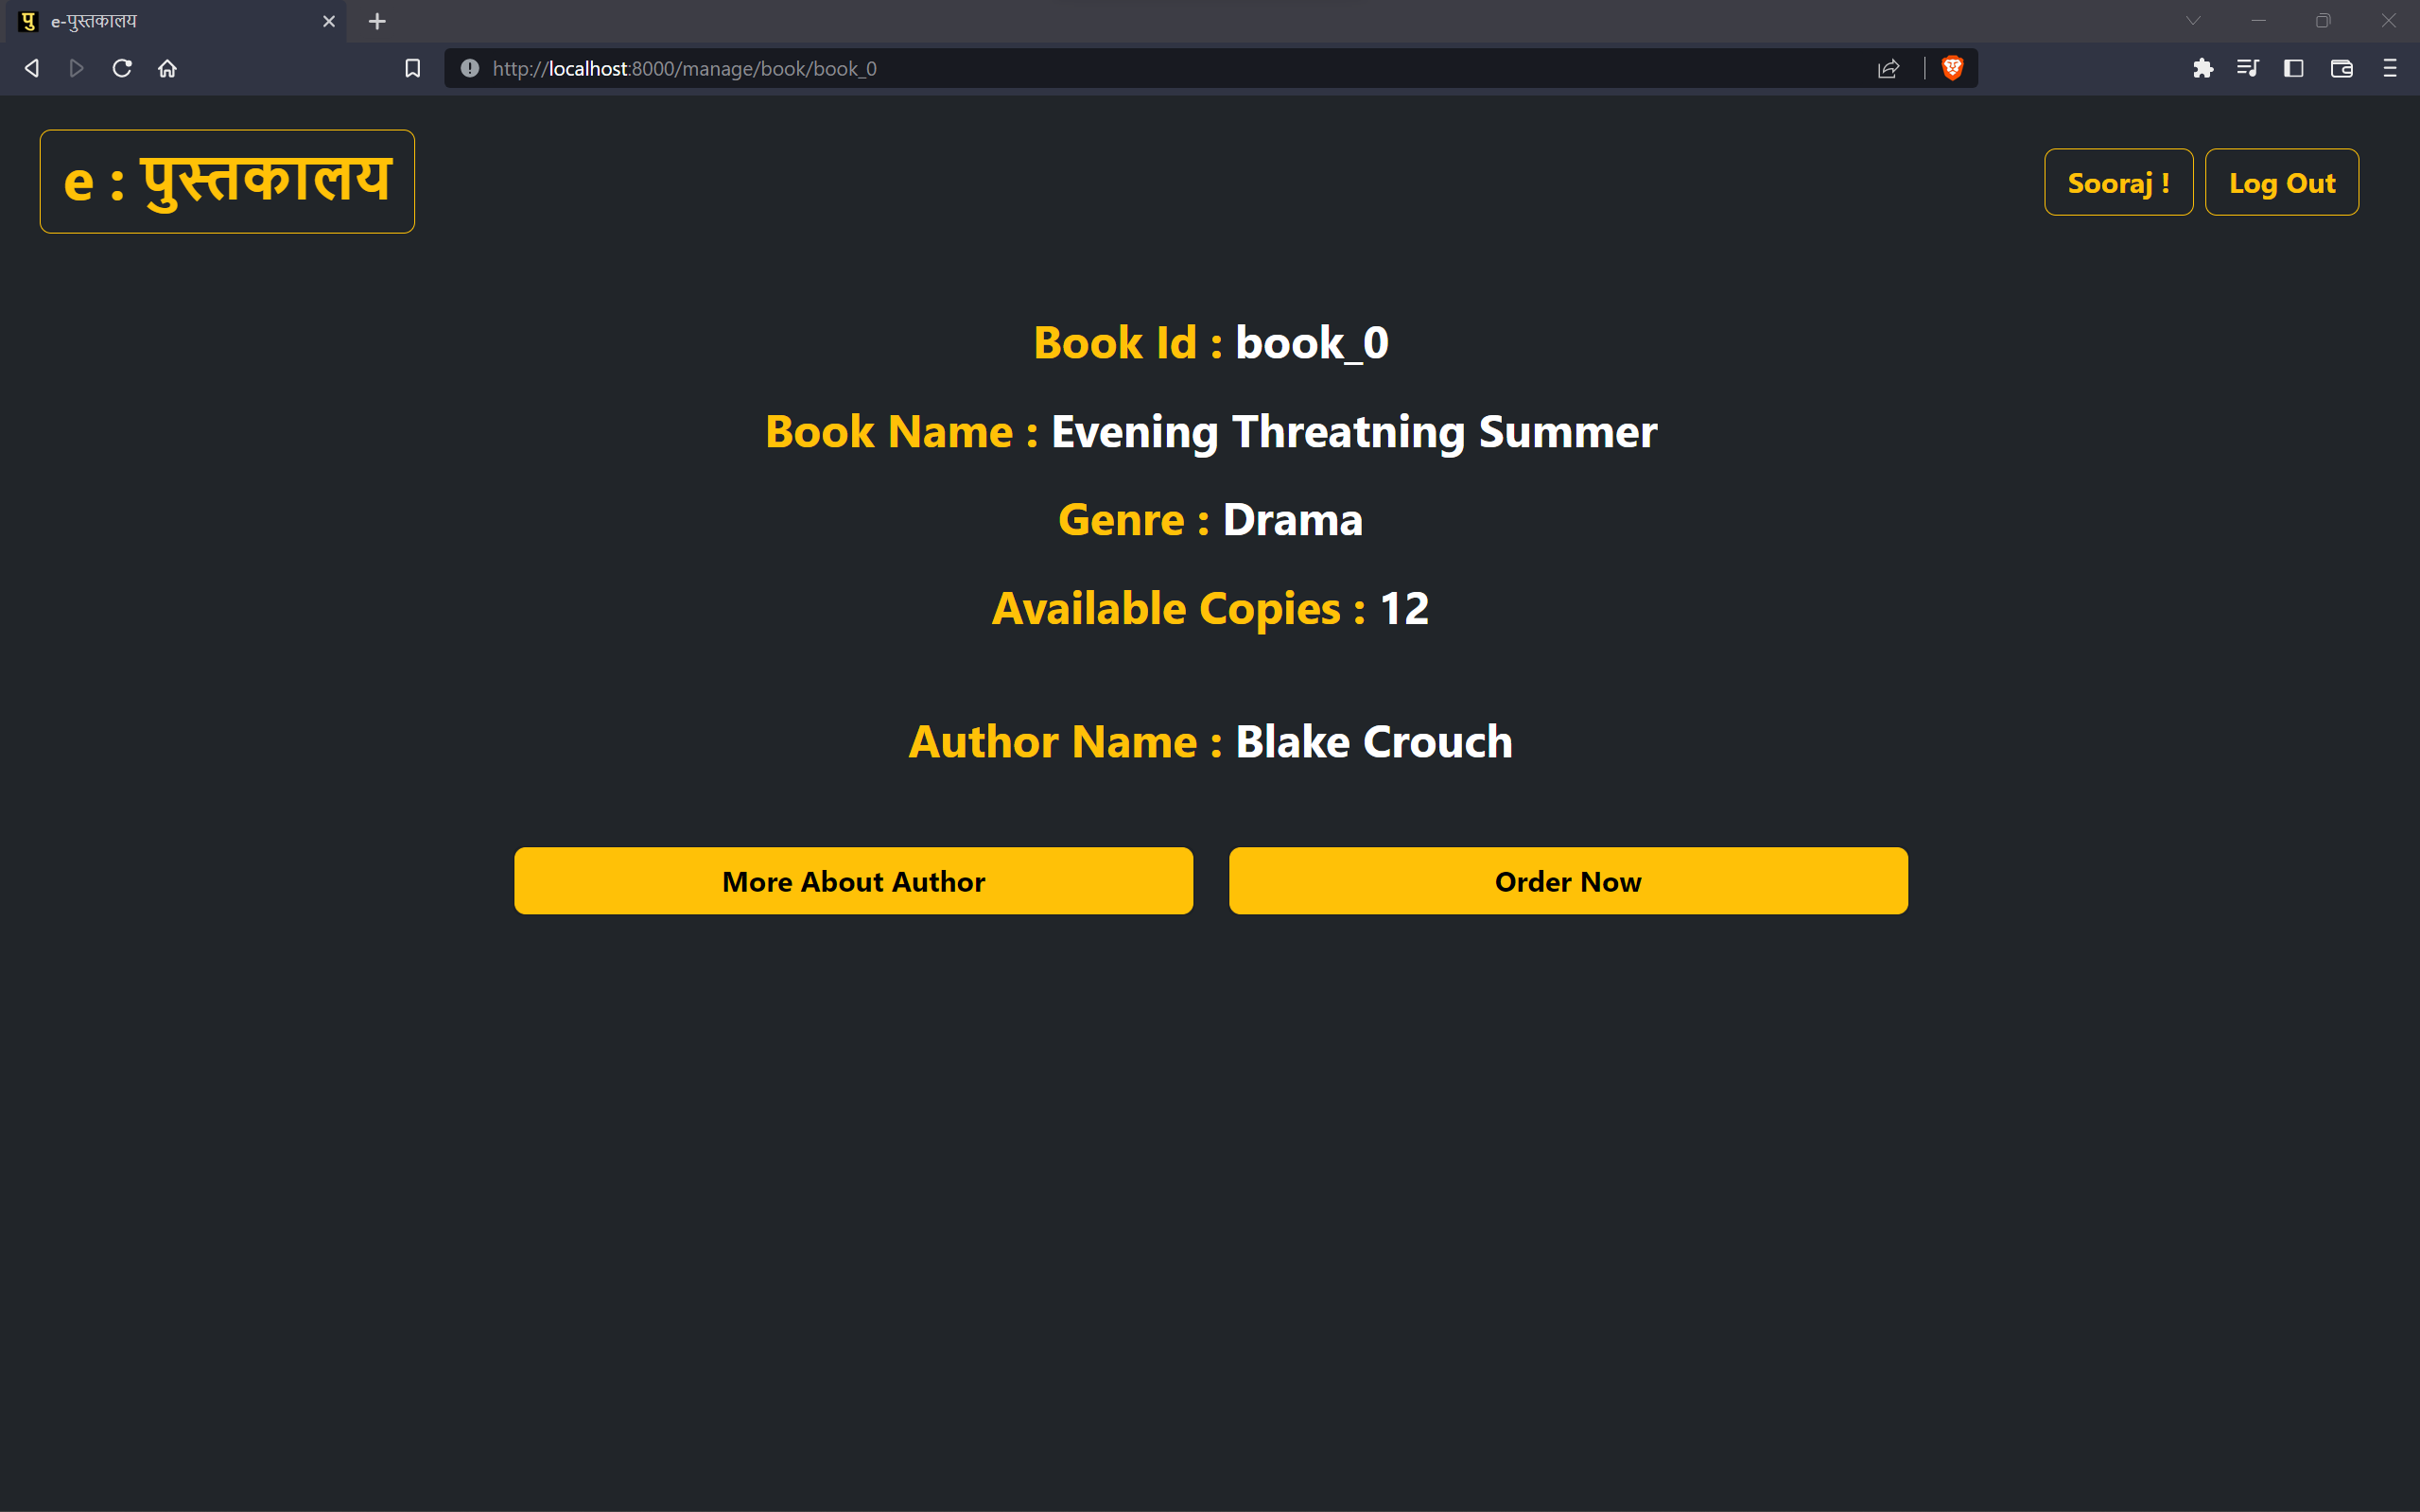 पु e-पुस्तकालय
http://localhost:8000/manage/book/book_0
e : पुस्तकालय
Sooraj !
Log Out
Book Id : book_0
Book Name : Evening Threatning Summer
Genre : Drama
Available Copies : 12
Author Name : Blake Crouch
More About Author
Order Now